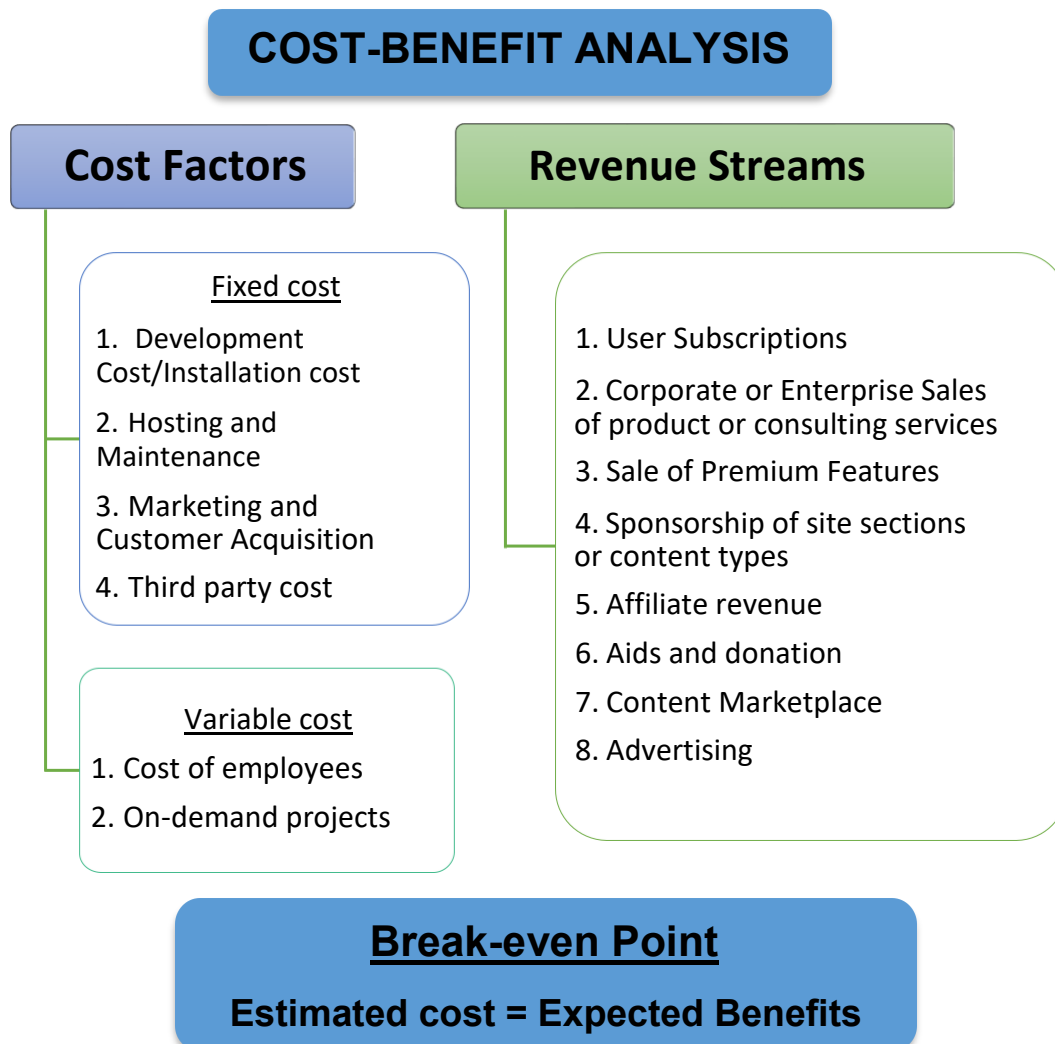 COST-BENEFIT ANALYSIS
Cost Factors
Fixed cost
1. Development
Cost/Installation cost
2. Hosting and
Maintenance
3. Marketing and
Customer Acquisition
4. Third party cost
Variable cost
1. Cost of employees
2. On-demand projects
Revenue Streams
1. User Subscriptions
2. Corporate or Enterprise Sales
of product or consulting services
3. Sale of Premium Features
4. Sponsorship of site sections
or content types
5. Affiliate revenue
6. Aids and donation
7. Content Marketplace
8. Advertising
Break-even Point
Estimated cost = Expected Benefits